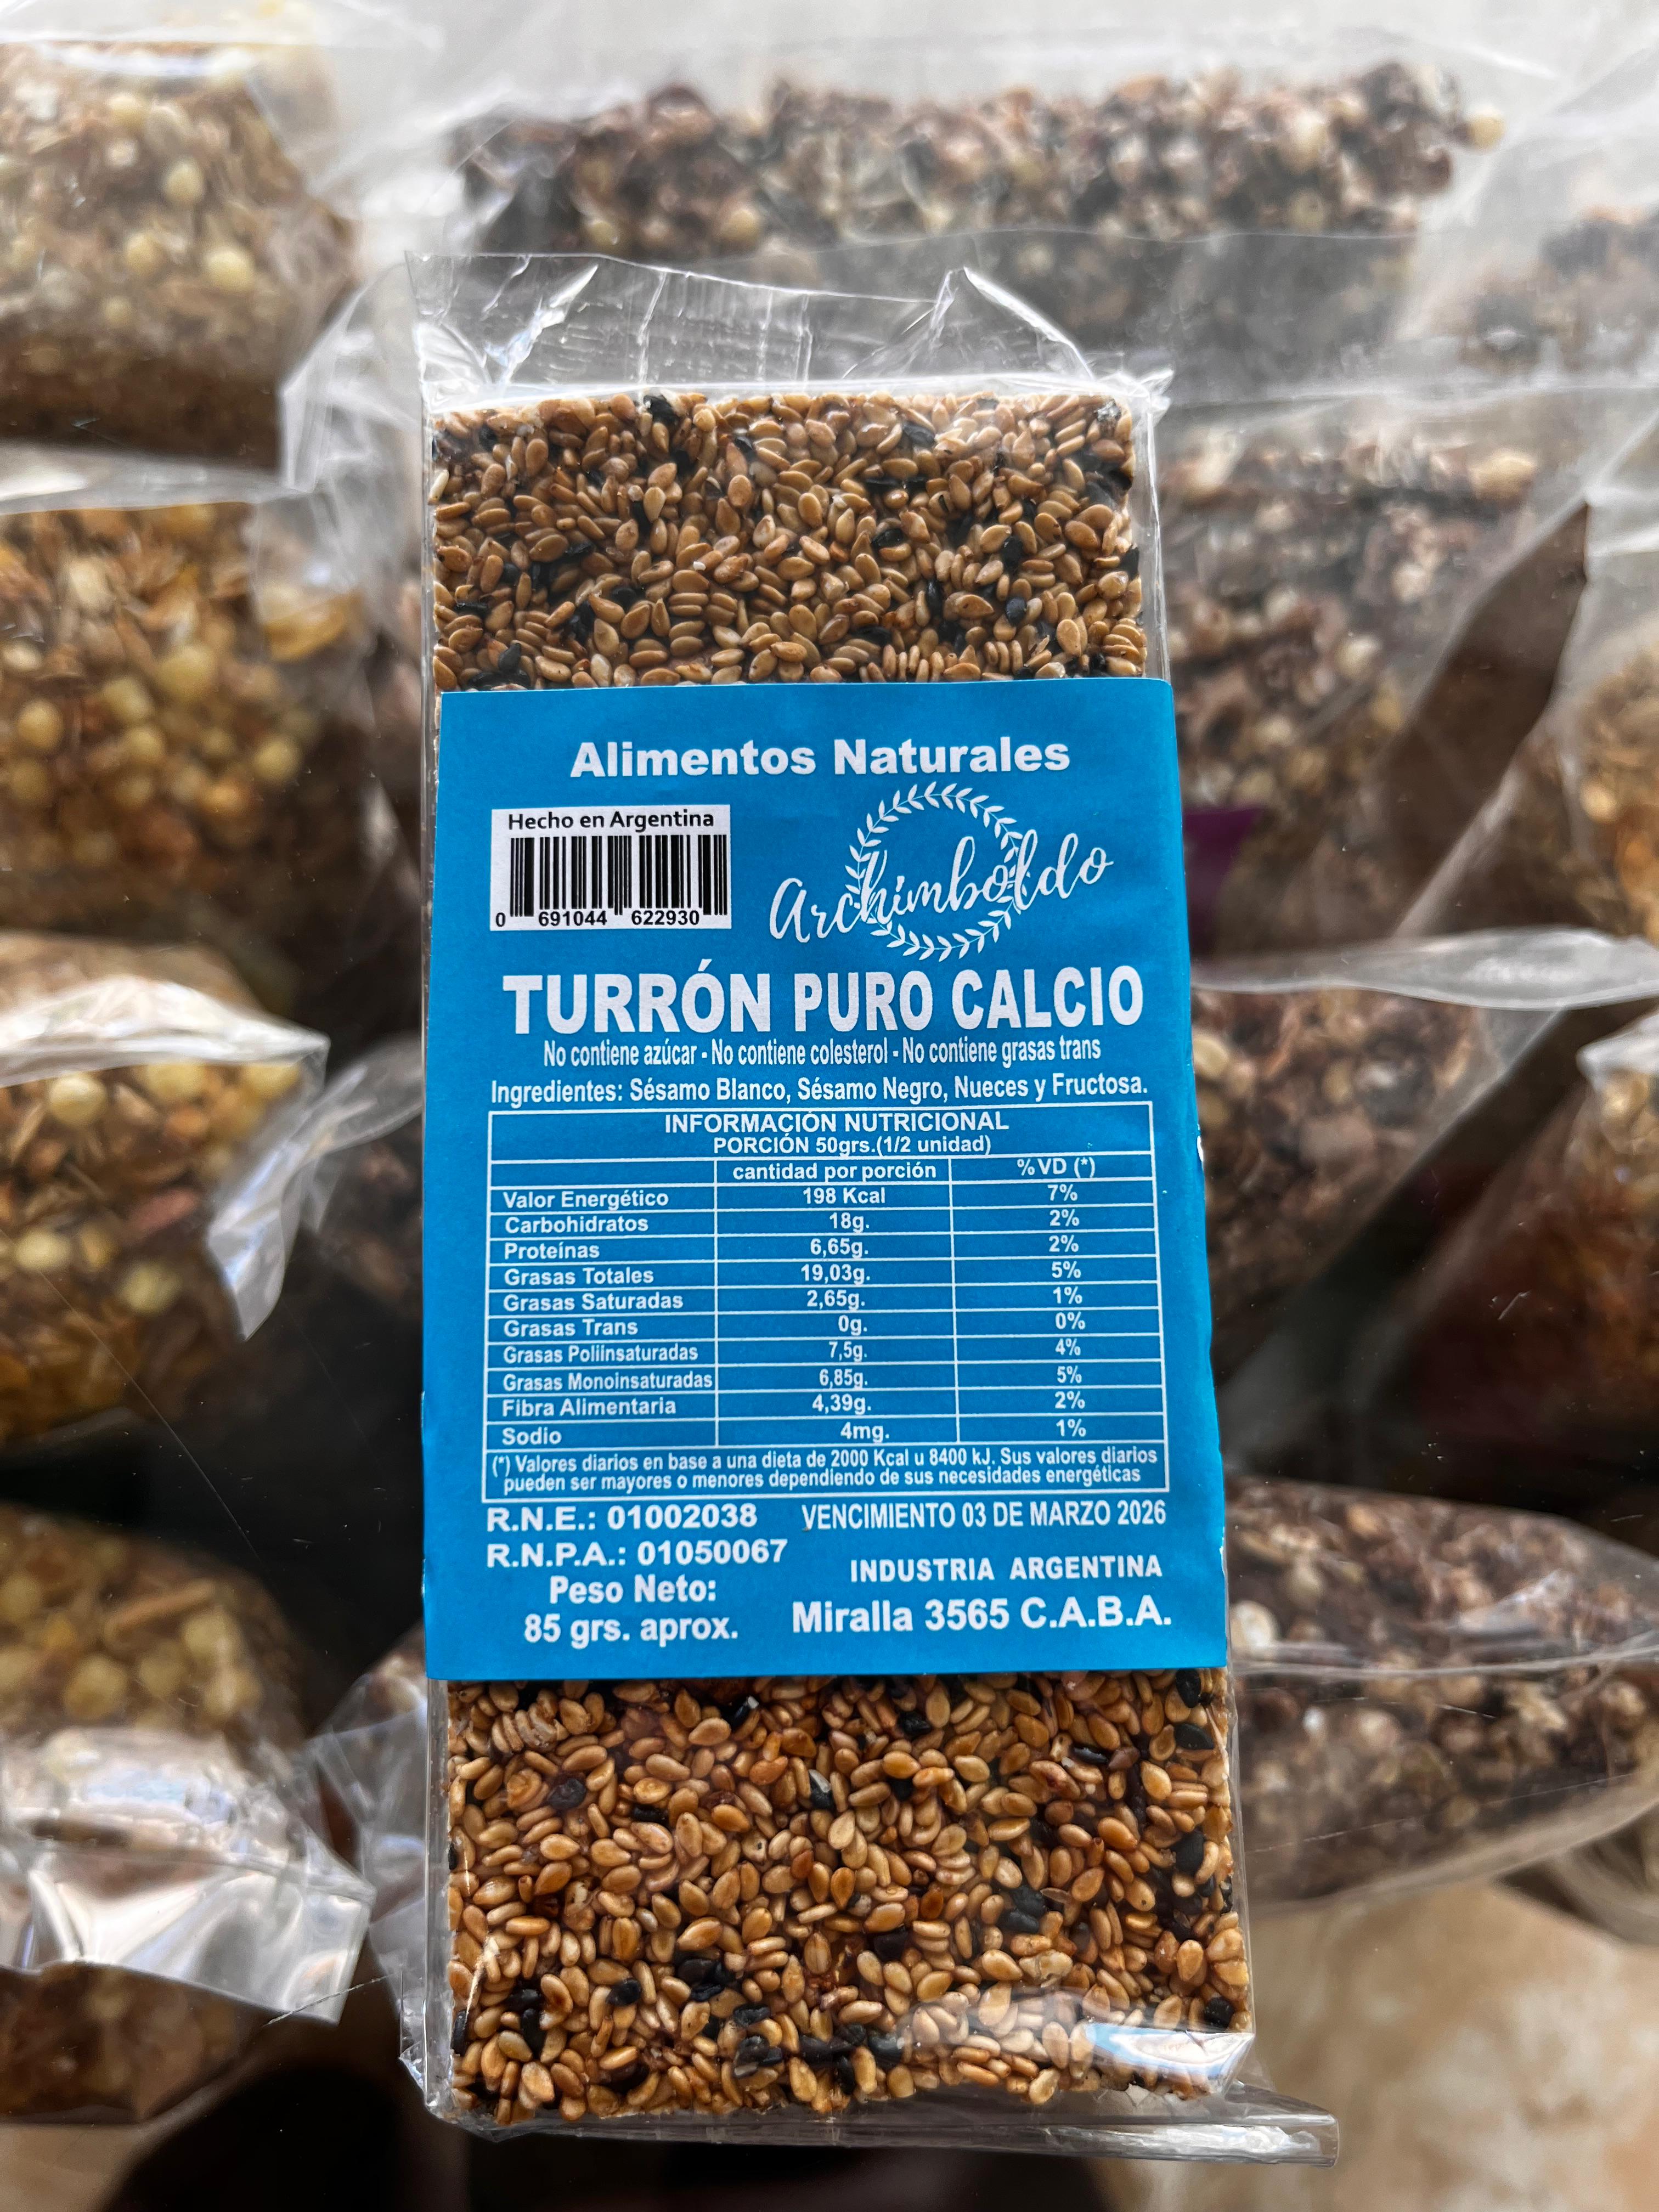 Alimentos Naturales
Hecho en Argentina
0 691044 622930
Archimboldo
TURRÓN PURO CALCIO
No contiene azúcar - No contiene colesterol - No contiene grasas trans
Ingredientes: Sésamo Blanco, Sésamo Negro, Nueces y Fructosa.
INFORMACIÓN NUTRICIONAL
PORCIÓN 50grs.(1/2 unidad)
cantidad por porción % VD (*)
Valor Energético 198 Kcal 7%
Carbohidratos 18g. 2%
Proteínas 6,65g. 2%
Grasas Totales 19,03g. 5%
Grasas Saturadas 2,65g. 1%
Grasas Trans 0g. 0%
Grasas Poliinsaturadas 7,5g. 4%
Grasas Monoinsaturadas 6,85g. 5%
Fibra Alimentaria 4,39g. 2%
Sodio 4mg. 1%
(*) Valores diarios en base a una dieta de 2000 Kcal u 8400 kJ. Sus valores diarios
pueden ser mayores o menores dependiendo de sus necesidades energéticas
R.N.E.: 01002038 VENCIMIENTO 03 DE MARZO 2026
R.N.P.A.: 01050067
INDUSTRIA ARGENTINA
Peso Neto:
85 grs. aprox.
Miralla 3565 C.A.B.A.